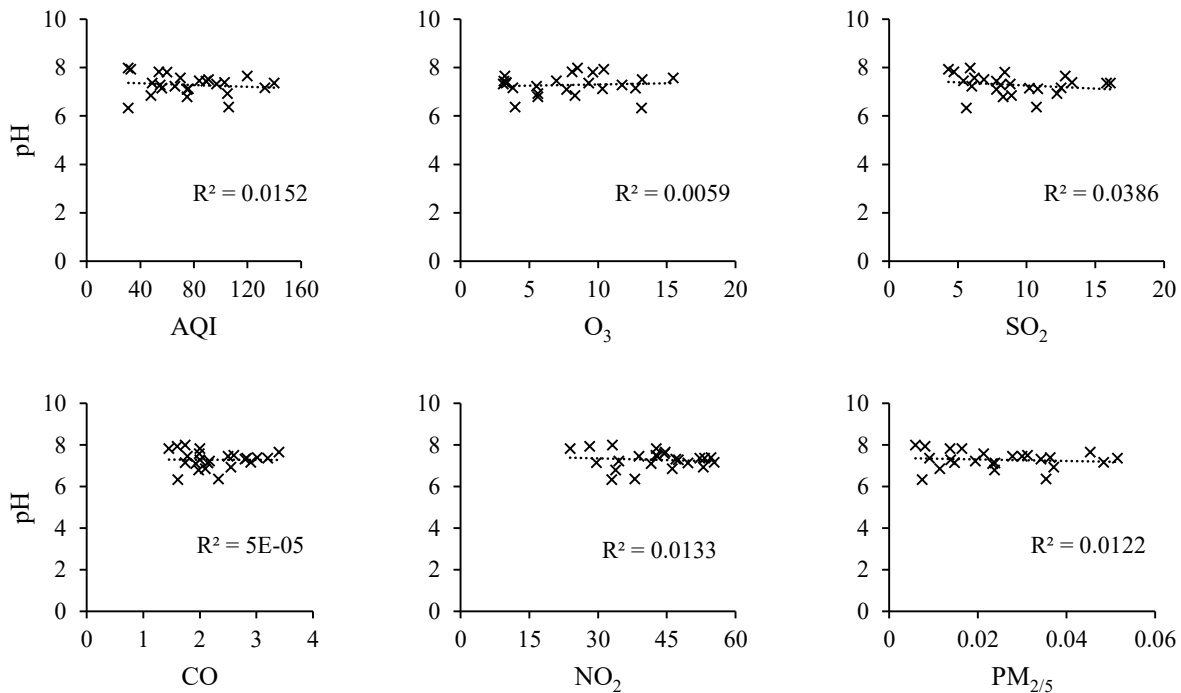 10
8
6
4
2
0
pH
R² = 0.0152
0 40 80 120 160
AQI
10
8
6
4
2
0
R² = 0.0059
0 5 10 15 20
O₃
10
8
6
4
2
0
R² = 0.0386
0 5 10 15 20
SO₂
10
8
6
4
2
0
pH
R² = 5E-05
0 1 2 3 4
CO
10
8
6
4
2
0
R² = 0.0133
0 15 30 45 60
NO₂
10
8
6
4
2
0
R² = 0.0122
0 0.02 0.04 0.06
PM₂/₅